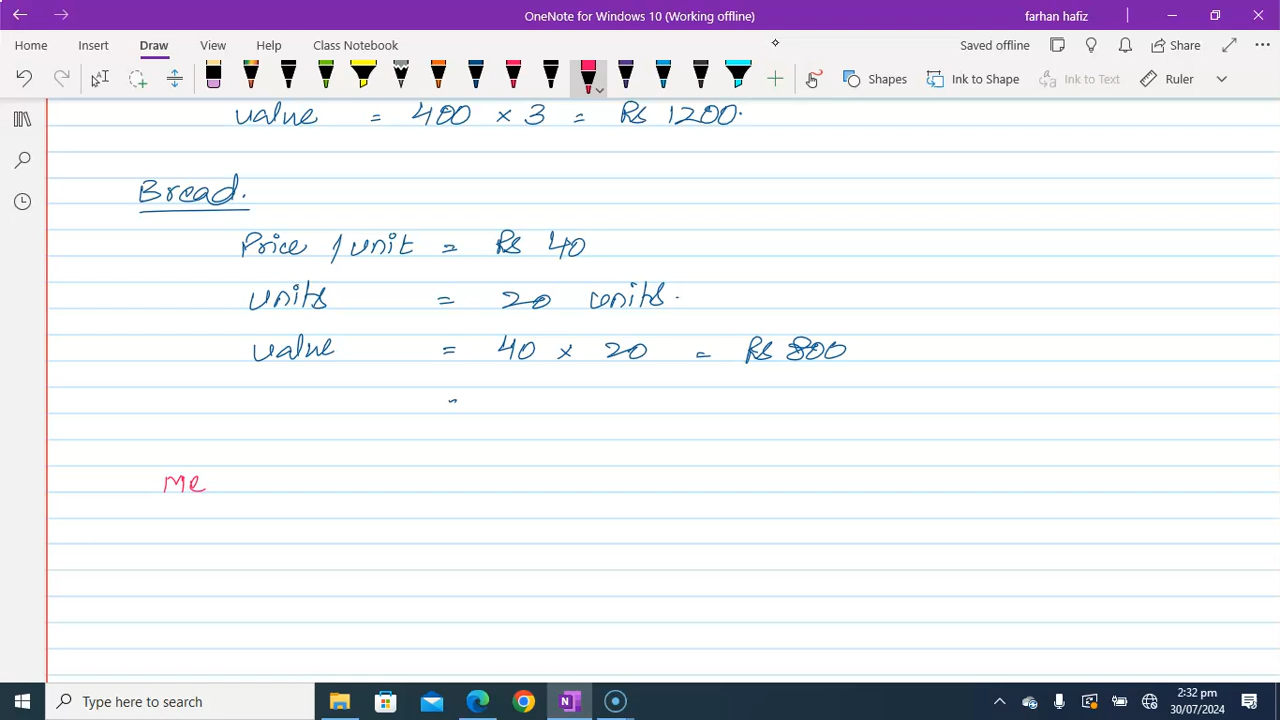 OneNote for Windows 10 (Working offline)
farhan hafiz
Home Insert Draw View Help Class Notebook
Saved offline
Share
Shapes
Ink to Shape
Ink to Text
Ruler
value = 400 × 3 = Rs 1200.
Bread.
Price /unit = Rs 40
units = 20 units.
value = 40 × 20 = Rs 800
=
Me
Type here to search
2:32 pm
30/07/2024